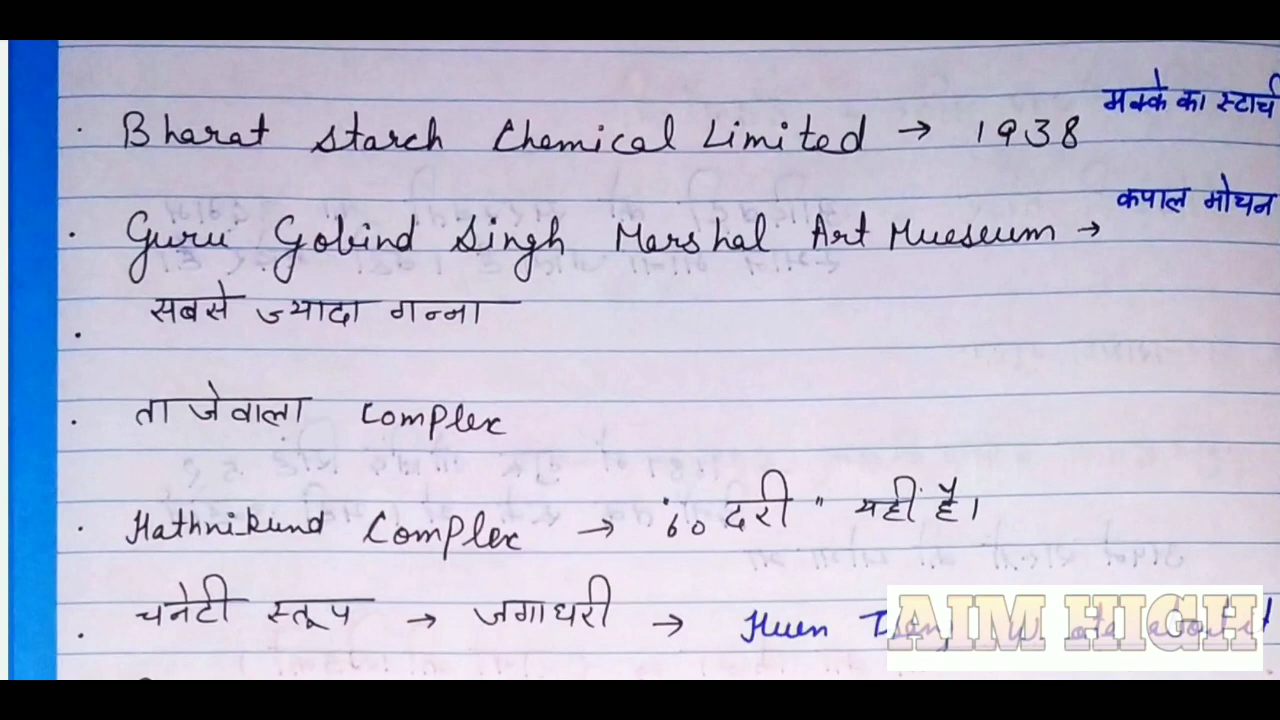 मक्के का स्टार्च
· Bharat Starch Chemical Limited → 1938
कपाल मोचन
· Guru Gobind Singh Marshal Art Mueseum →
· सबसे ज्यादा गन्ना
· ताजेवाला Complex
· Hathnikund Complex → "60 दरी" यहीं है।
· चनेटी स्तूप → जगाधरी → Huen
AIM HIGH